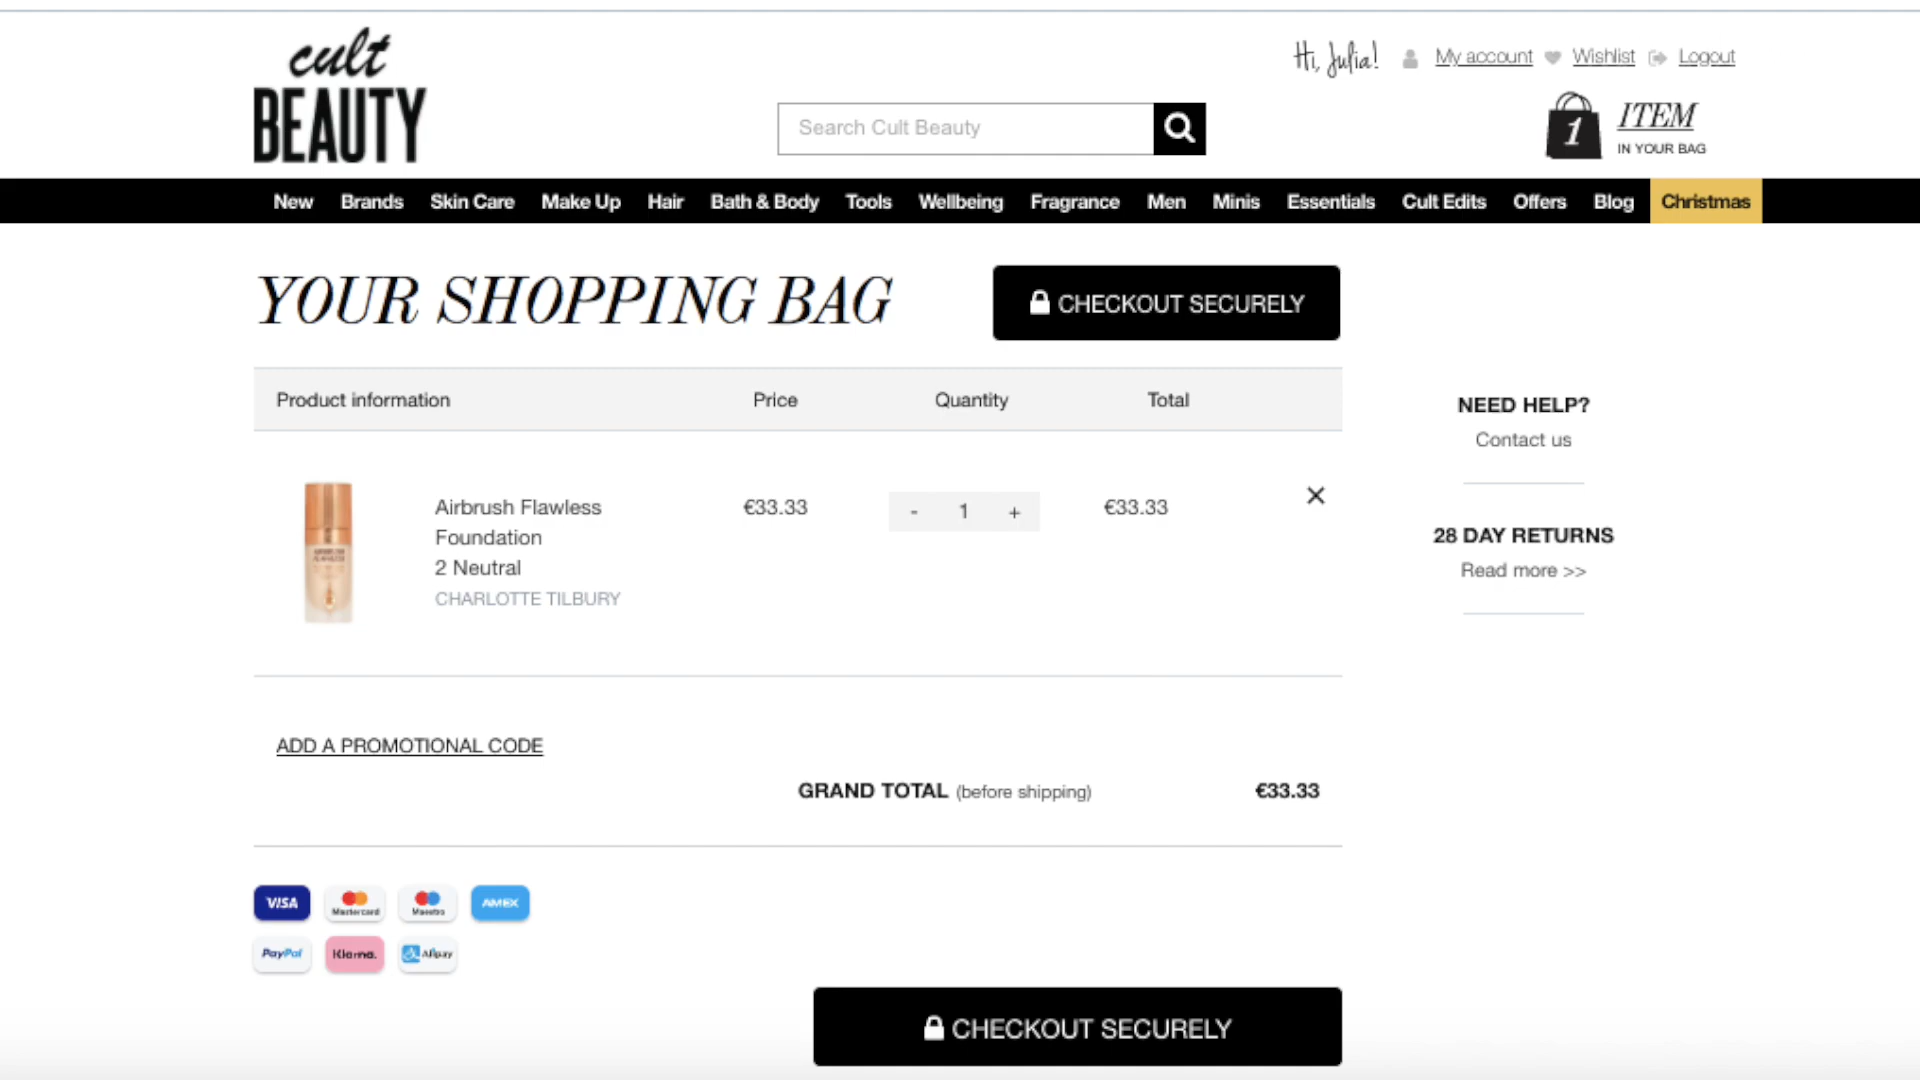 cult
BEAUTY
Hi, Julia!
My account
Wishlist
Logout
Search Cult Beauty
1
ITEM
IN YOUR BAG
New Brands Skin Care Make Up Hair Bath & Body Tools Wellbeing Fragrance Men Minis Essentials Cult Edits Offers Blog Christmas
YOUR SHOPPING BAG
CHECKOUT SECURELY
Product information Price Quantity Total
Airbrush Flawless
Foundation
2 Neutral
CHARLOTTE TILBURY
€33.33
- 1 +
€33.33
NEED HELP?
Contact us
28 DAY RETURNS
Read more >>
ADD A PROMOTIONAL CODE
GRAND TOTAL (before shipping) €33.33
VISA
Mastercard
Maestro
AMEX
PayPal
Klarna.
Alipay
CHECKOUT SECURELY